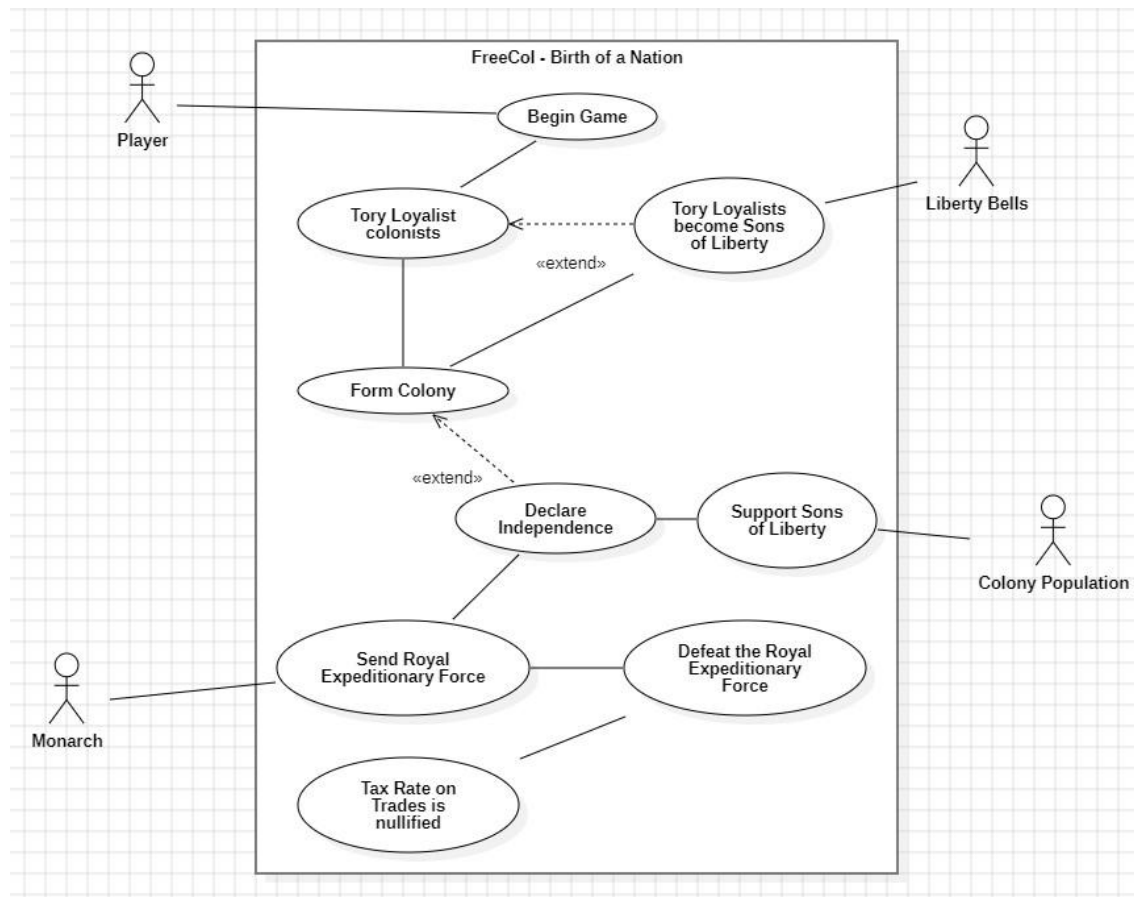 FreeCol - Birth of a Nation
Player
Begin Game
Liberty Bells
Tory Loyalist
colonists
Tory Loyalists
become Sons
of Liberty
«extend»
Form Colony
«extend»
Declare
Independence
Support Sons
of Liberty
Colony Population
Send Royal
Expeditionary Force
Defeat the Royal
Expeditionary
Force
Monarch
Tax Rate on
Trades is
nullified